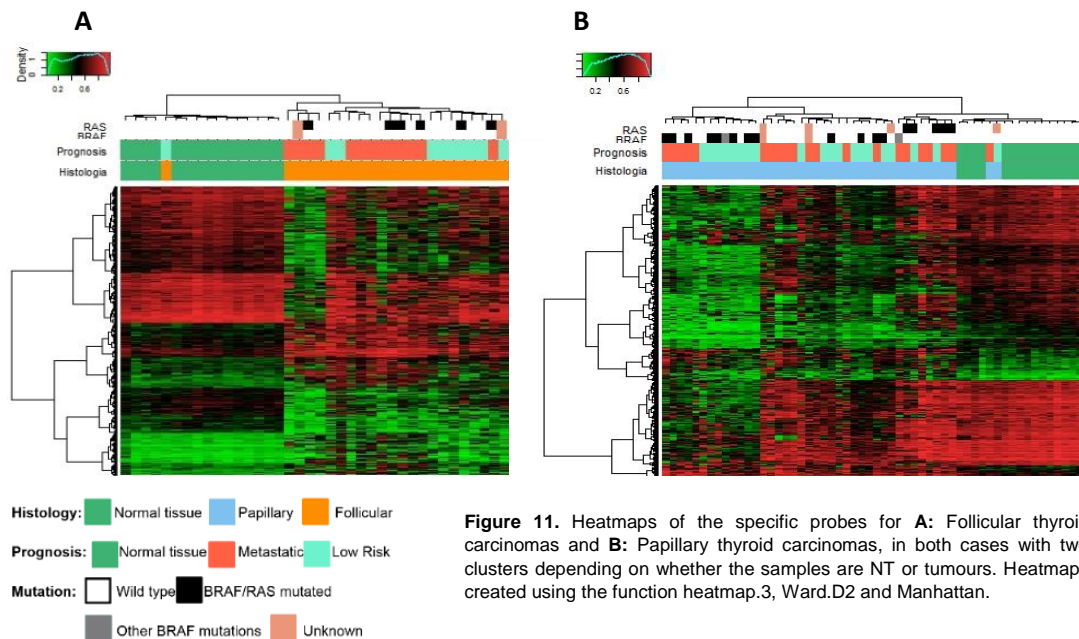 A
B
Density
0 1
0.2 0.6
0.2 0.6
RAS
BRAF
Prognosis
Histologia
RAS
BRAF
Prognosis
Histologia
Histology: Normal tissue Papillary Follicular
Prognosis: Normal tissue Metastatic Low Risk
Mutation: Wild type BRAF/RAS mutated
Other BRAF mutations Unknown
Figure 11. Heatmaps of the specific probes for A: Follicular thyroi
carcinomas and B: Papillary thyroid carcinomas, in both cases with tw
clusters depending on whether the samples are NT or tumours. Heatmap
created using the function heatmap.3, Ward.D2 and Manhattan.